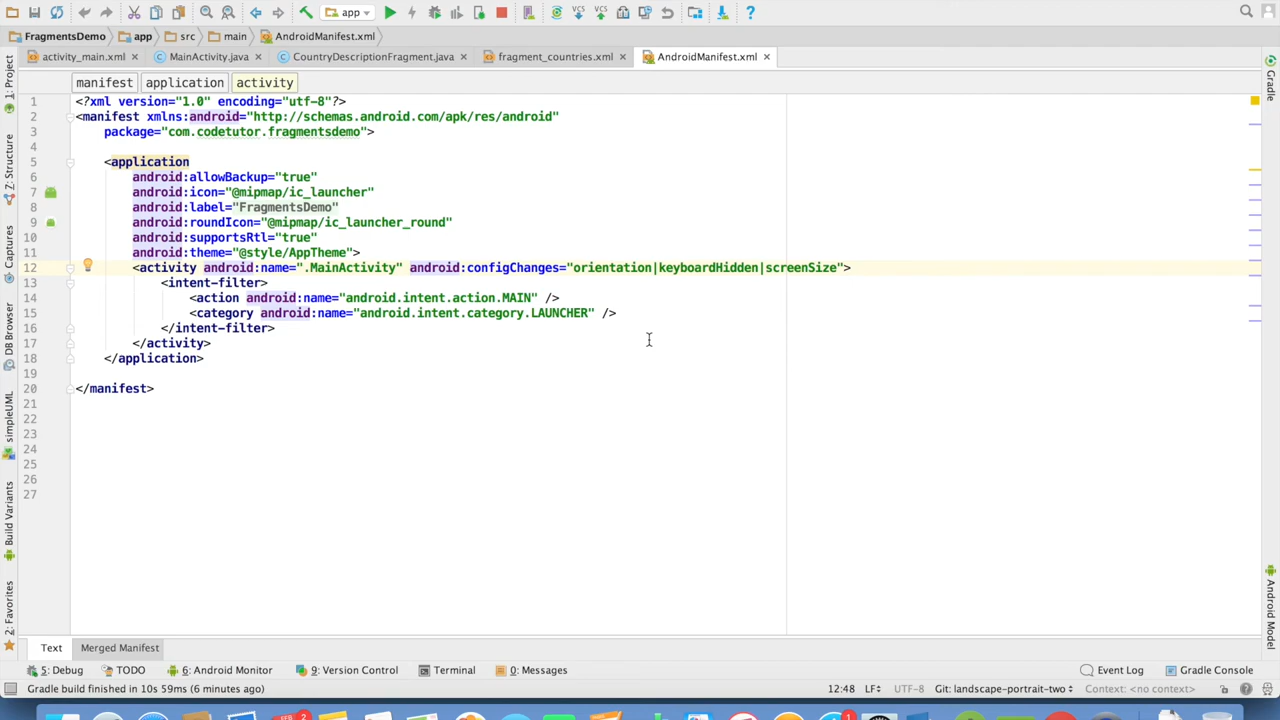 app
FragmentsDemo app src main AndroidManifest.xml
activity_main.xml MainActivity.java CountryDescriptionFragment.java fragment_countries.xml AndroidManifest.xml
manifest application activity
1 <?xml version="1.0" encoding="utf-8"?>
2 <manifest xmlns:android="http://schemas.android.com/apk/res/android"
3 package="com.codetutor.fragmentsdemo">
4
5 <application
6 android:allowBackup="true"
7 android:icon="@mipmap/ic_launcher"
8 android:label="FragmentsDemo"
9 android:roundIcon="@mipmap/ic_launcher_round"
10 android:supportsRtl="true"
11 android:theme="@style/AppTheme">
12 <activity android:name=".MainActivity" android:configChanges="orientation|keyboardHidden|screenSize">
13 <intent-filter>
14 <action android:name="android.intent.action.MAIN" />
15 <category android:name="android.intent.category.LAUNCHER" />
16 </intent-filter>
17 </activity>
18 </application>
19
20 </manifest>
21
22
23
24
25
26
27
1: Project
Z: Structure
Captures
DB Browser
simpleUML
Build Variants
2: Favorites
Gradle
Android Model
Text Merged Manifest
5: Debug TODO 6: Android Monitor 9: Version Control Terminal 0: Messages Event Log Gradle Console
Gradle build finished in 10s 59ms (6 minutes ago) 12:48 LF UTF-8 Git: landscape-portrait-two Context: <no context>
FEB 1